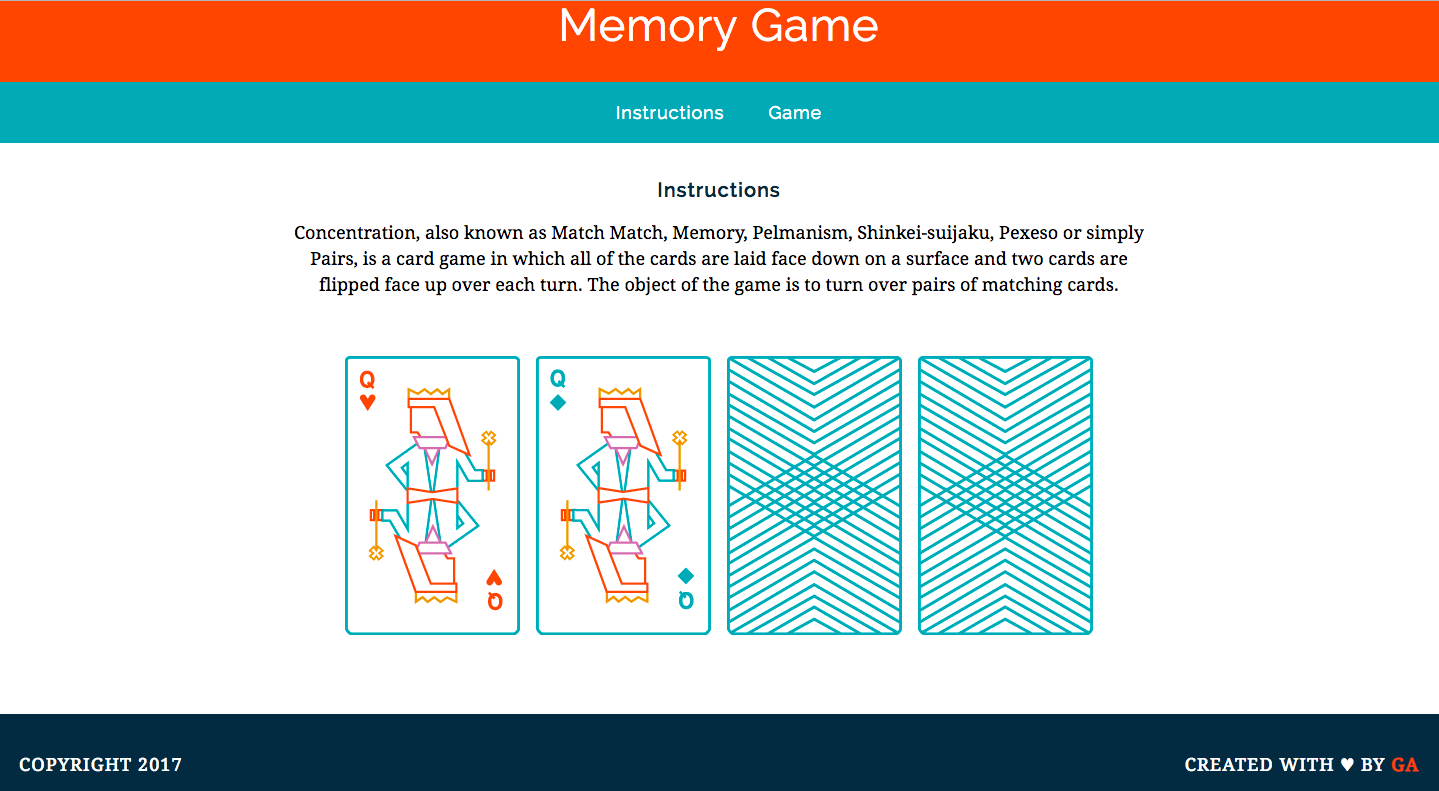 Memory Game
Instructions Game
Instructions
Concentration, also known as Match Match, Memory, Pelmanism, Shinkei-suijaku, Pexeso or simply
Pairs, is a card game in which all of the cards are laid face down on a surface and two cards are
flipped face up over each turn. The object of the game is to turn over pairs of matching cards.
Q Q
Q Q
COPYRIGHT 2017 CREATED WITH ♥ BY GA